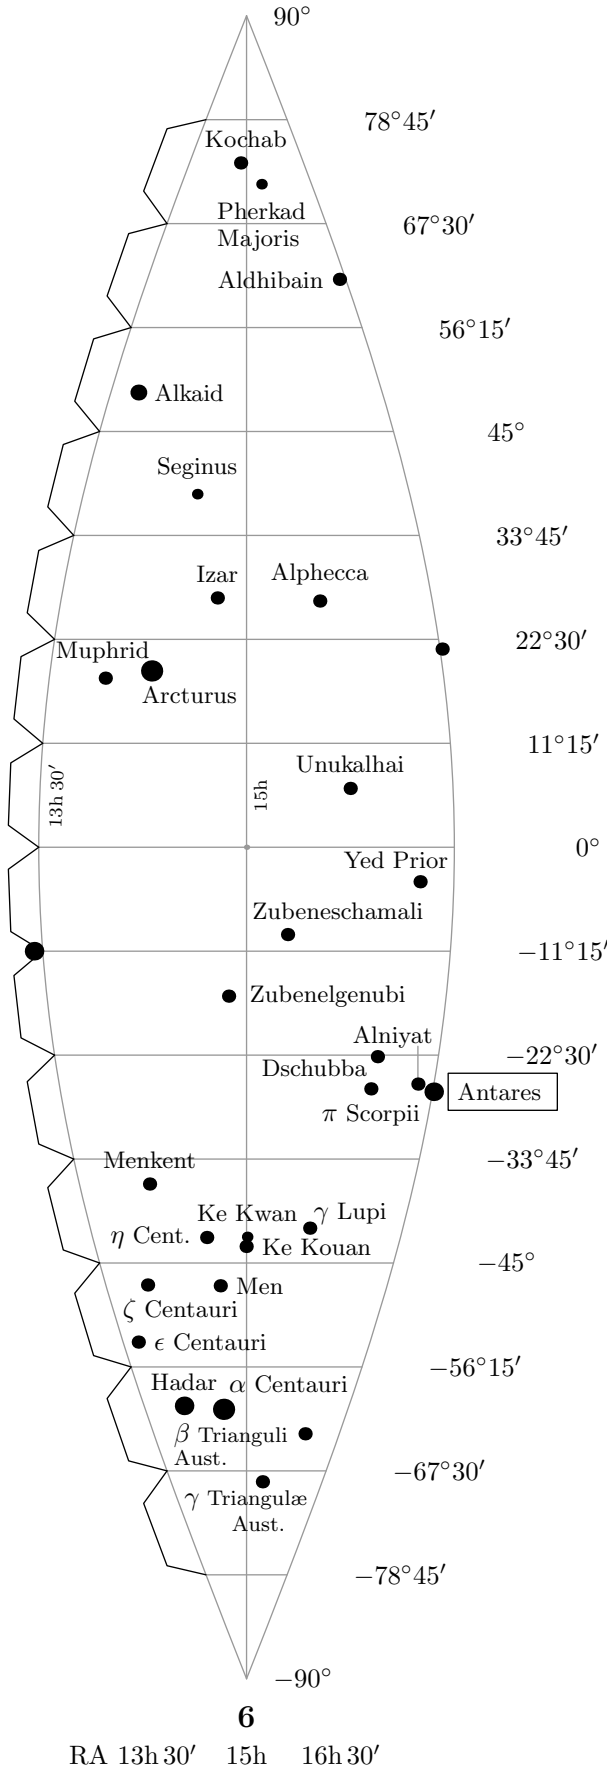 90°
78°45′
Kochab
Pherkad
Majoris
67°30′
Aldhibain
56°15′
Alkaid
45°
Seginus
33°45′
Izar
Alphecca
22°30′
Muphrid
Arcturus
11°15′
Unukalhai
13h 30′
15h
0°
Yed Prior
Zubeneschamali
−11°15′
Zubenelgenubi
Alniyat
−22°30′
Dschubba
Antares
π Scorpii
−33°45′
Menkent
Ke Kwan
γ Lupi
η Cent.
Ke Kouan
−45°
Men
ζ Centauri
ϵ Centauri
−56°15′
Hadar
α Centauri
β Trianguli
Aust.
−67°30′
γ Triangulæ
Aust.
−78°45′
−90°
6
RA 13h 30′ 15h 16h 30′